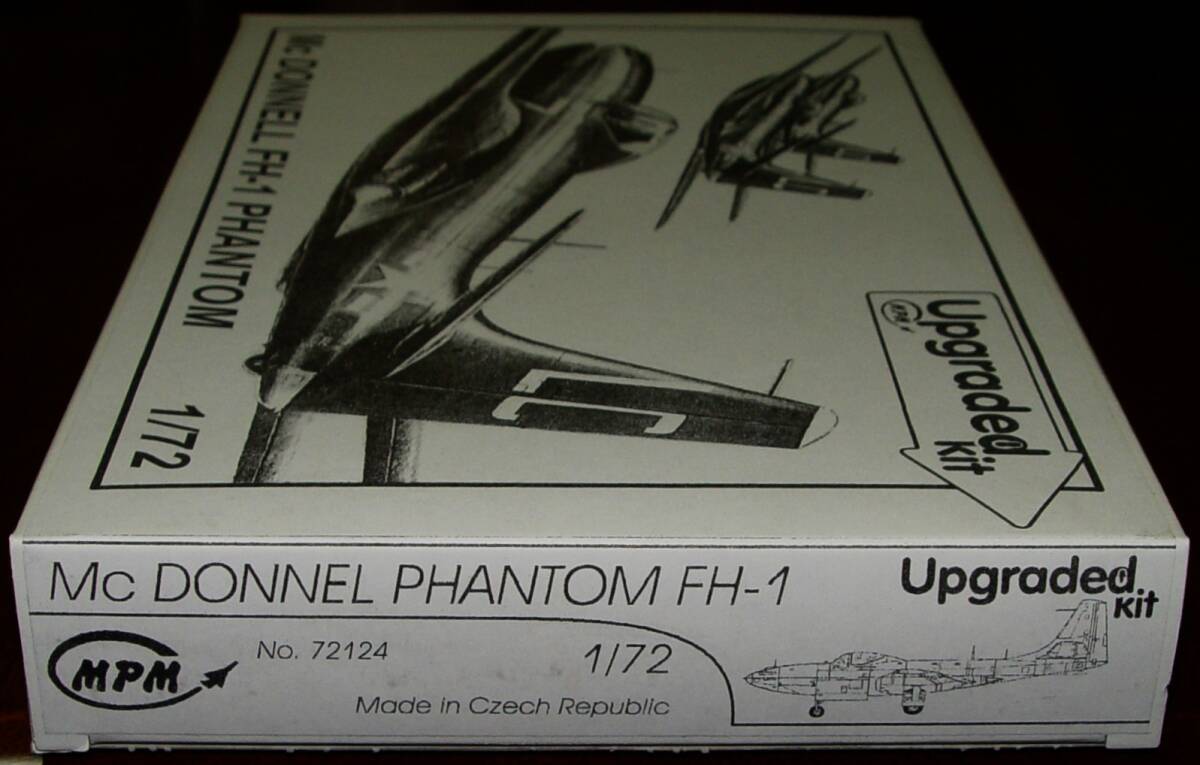 Mc DONNELL FH-1 PHANTOM 1/72
MPM
Upgraded
Kit
Mc DONNEL PHANTOM FH-1
Upgraded
Kit
MPM
No. 72124
1/72
Made in Czech Republic